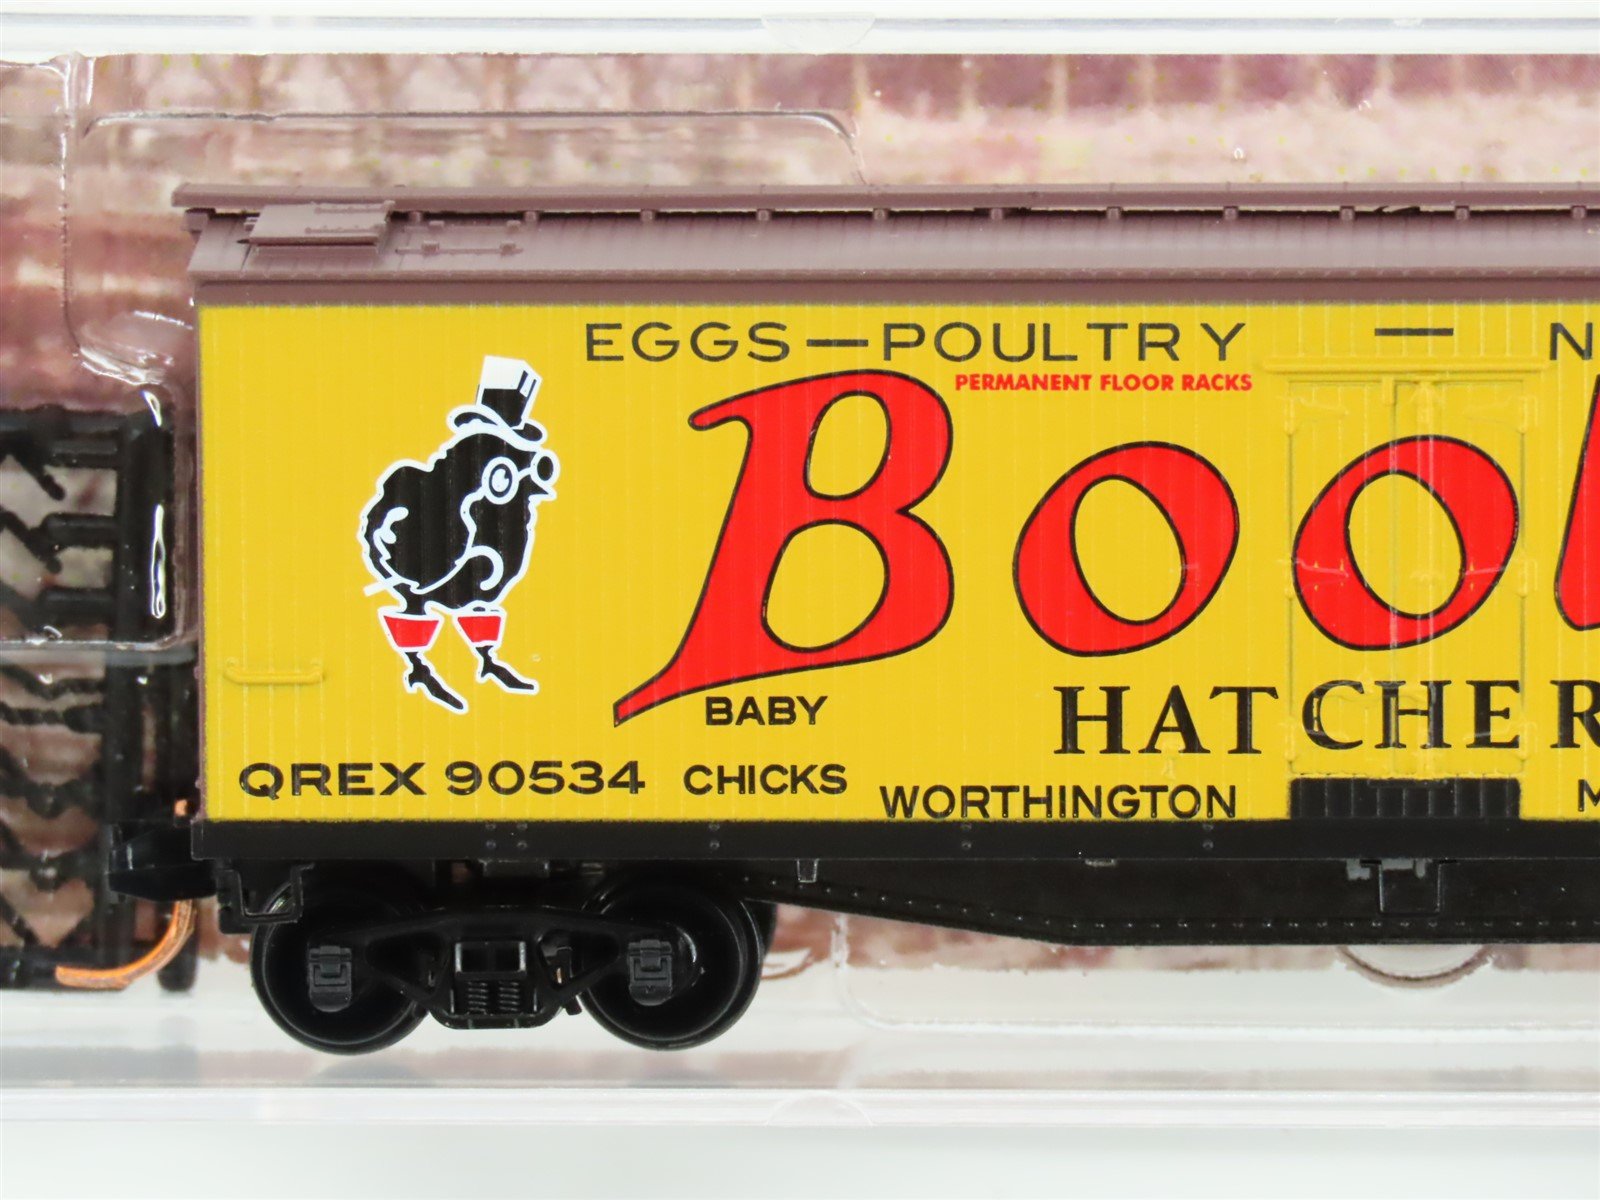 EGGS—POULTRY — N
PERMANENT FLOOR RACKS
Boo
BABY
HATCHER
QREX 90534 CHICKS
WORTHINGTON M